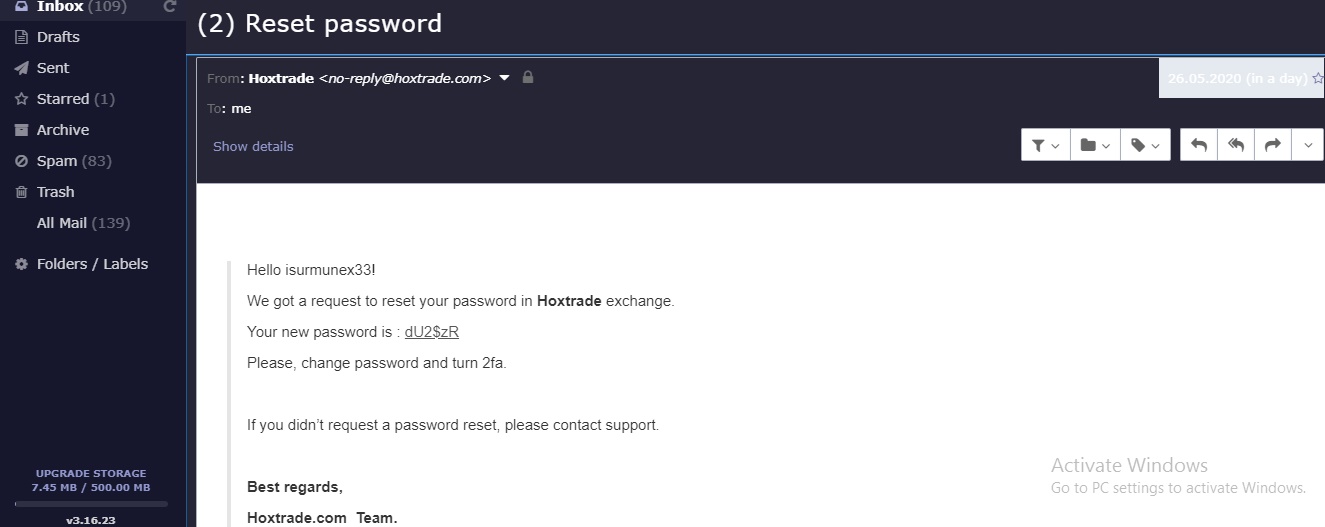 Inbox (109)
Drafts
Sent
Starred (1)
Archive
Spam (83)
Trash
All Mail (139)
Folders / Labels
UPGRADE STORAGE
7.45 MB / 500.00 MB
v3.16.23
(2) Reset password
From: Hoxtrade <no-reply@hoxtrade.com>
26.05.2020 (in a day)
To: me
Show details
Hello isurmunex33!
We got a request to reset your password in Hoxtrade exchange.
Your new password is : dU2$zR
Please, change password and turn 2fa.
If you didn’t request a password reset, please contact support.
Best regards,
Hoxtrade.com Team.
Activate Windows
Go to PC settings to activate Windows.